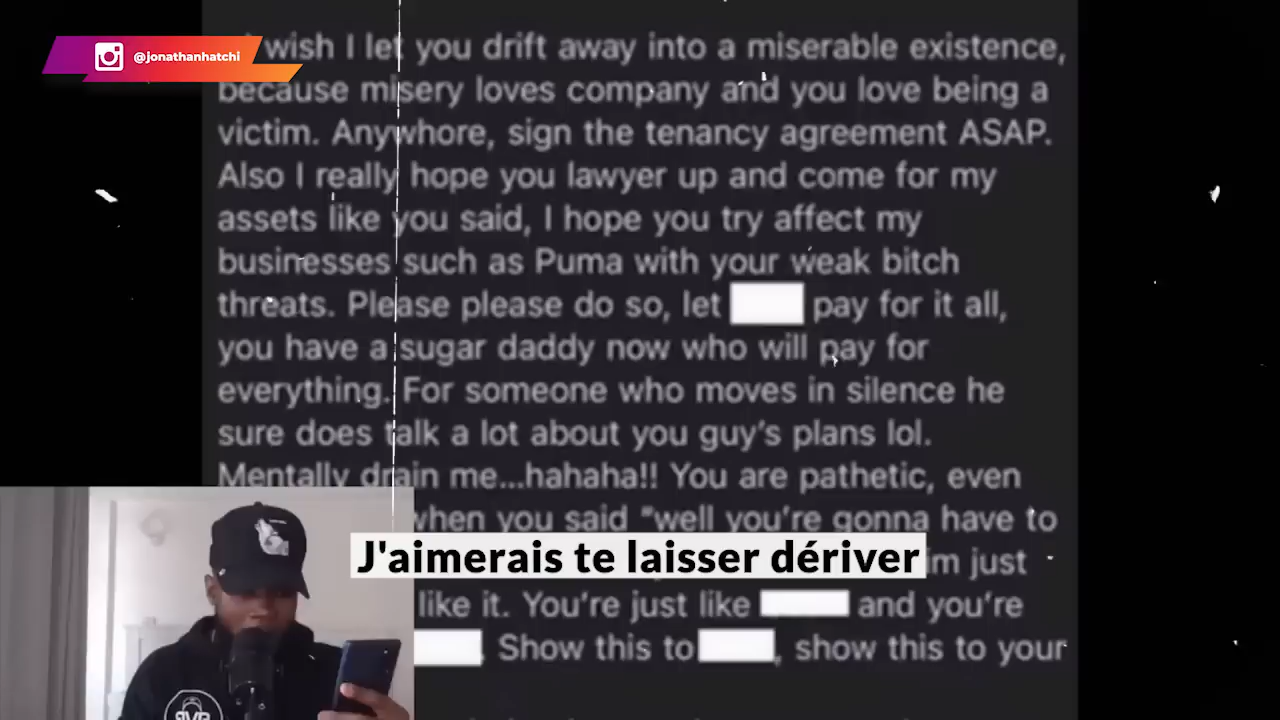 @jonathanhatchi
wish I let you drift away into a miserable existence,
because misery loves company and you love being a
victim. Anywhore, sign the tenancy agreement ASAP.
Also I really hope you lawyer up and come for my
assets like you said, I hope you try affect my
businesses such as Puma with your weak bitch
threats. Please please do so, let pay for it all,
you have a sugar daddy now who will pay for
everything. For someone who moves in silence he
sure does talk a lot about you guy's plans lol.
Mentally drain me...hahaha!! You are pathetic, even
when you said "well you're gonna have to
J'aimerais te laisser dériver
im just
like it. You're just like and you're
. Show this to , show this to your